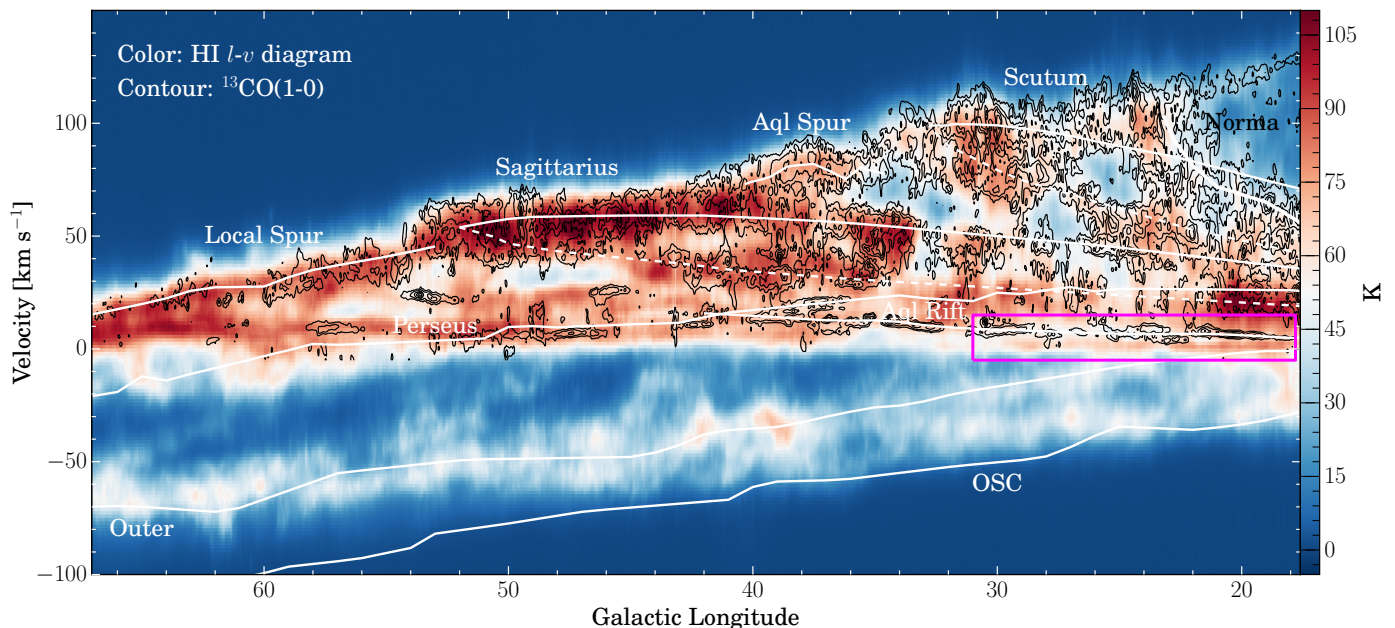 Color: HI l-v diagram
Contour: ¹³CO(1-0)
Scutum
Aql Spur
Norma
Sagittarius
Local Spur
Perseus
Aql Rift
OSC
Outer
Velocity [km s⁻¹]
100
50
0
−50
−100
60
50
40
30
20
Galactic Longitude
105
90
75
60
45
30
15
0
K